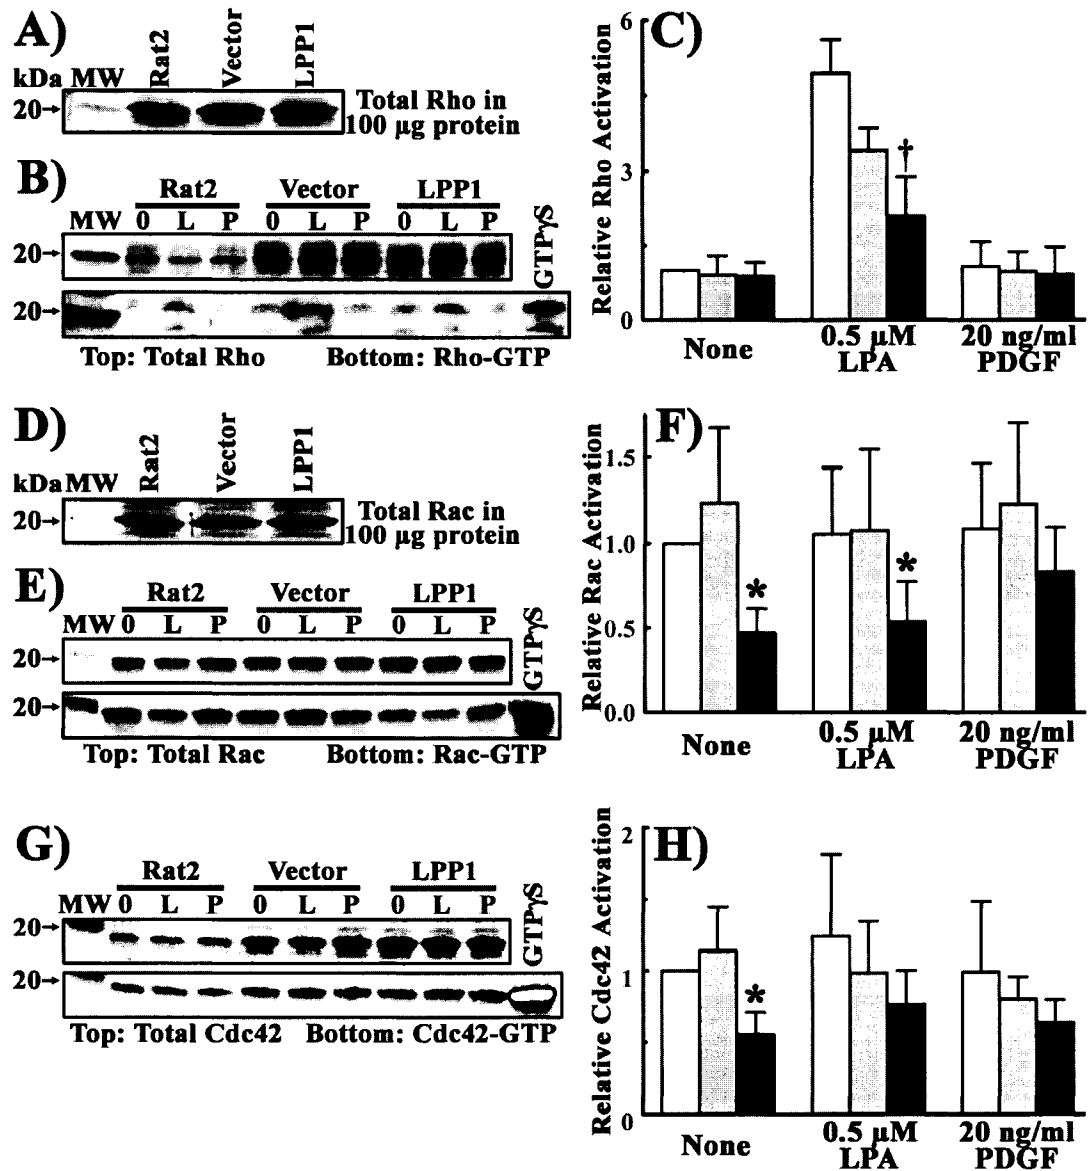 A)
Rat2
Vector
LPP1
kDa MW
20→
Total Rho in
100 µg protein
B)
Rat2 Vector LPP1
MW 0 L P 0 L P 0 L P GTPγS
20→
20→
Top: Total Rho Bottom: Rho-GTP
C)
Relative Rho Activation
6
3
0
†
None
0.5 µM
LPA
20 ng/ml
PDGF
D)
Rat2
Vector
LPP1
kDa MW
20→
Total Rac in
100 µg protein
E)
Rat2 Vector LPP1
MW 0 L P 0 L P 0 L P GTPγS
20→
20→
Top: Total Rac Bottom: Rac-GTP
F)
Relative Rac Activation
1.5
1.0
0.5
0.0
* *
None
0.5 µM
LPA
20 ng/ml
PDGF
G)
Rat2 Vector LPP1
MW 0 L P 0 L P 0 L P GTPγS
20→
20→
Top: Total Cdc42 Bottom: Cdc42-GTP
H)
Relative Cdc42 Activation
2
1
0
*
None
0.5 µM
LPA
20 ng/ml
PDGF